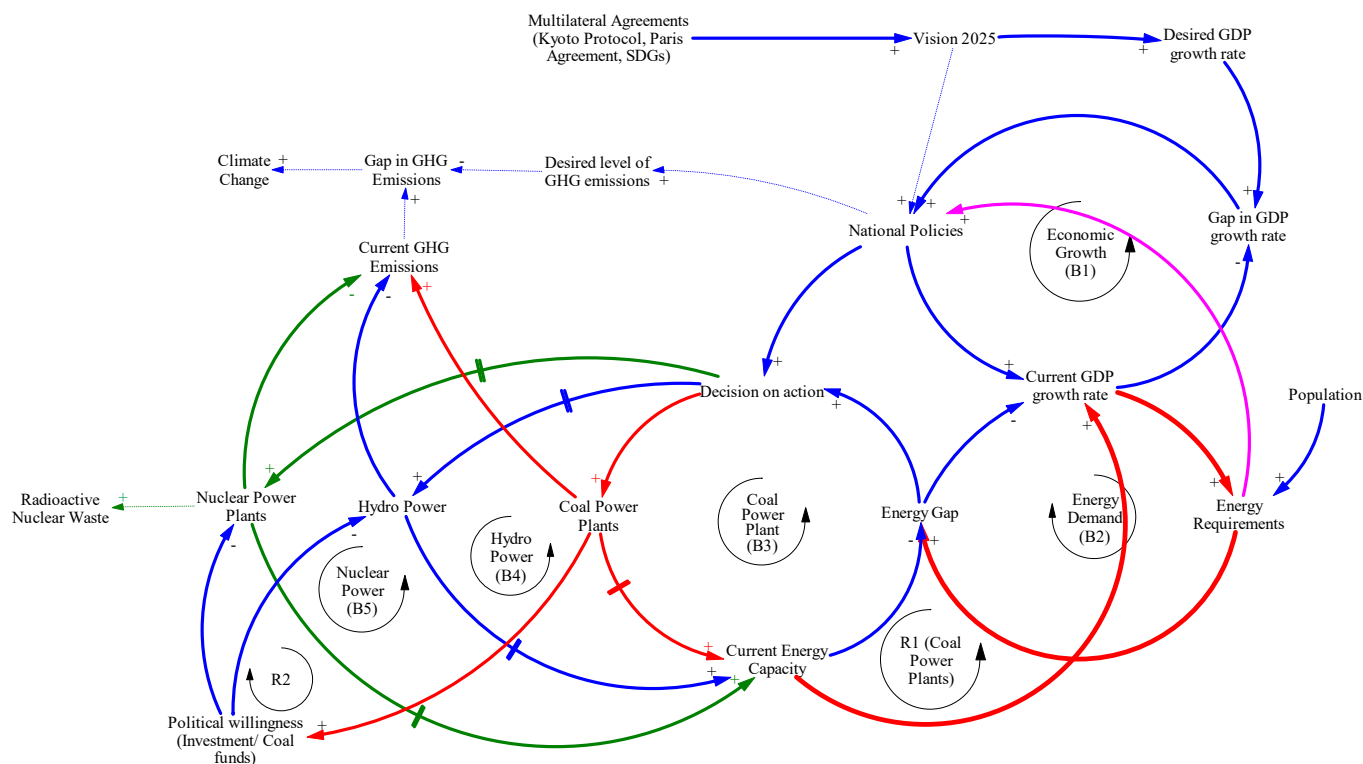 Multilateral Agreements
(Kyoto Protocol, Paris
Agreement, SDGs)
+
Vision 2025
+
Desired GDP
growth rate
Climate
Change
+
Gap in GHG
Emissions
-
Desired level of
GHG emissions
+
+
+
+
National Policies
+
+
Gap in GDP
growth rate
-
Economic
Growth
(B1)
+
Current GHG
Emissions
-
-
+
+
Decision on action
+
+
Current GDP
growth rate
-
+
Population
+
+
Energy
Requirements
Radioactive
Nuclear Waste
+
+
Nuclear Power
Plants
-
+
Hydro Power
-
+
Coal Power
Plants
Hydro
Power
(B4)
Nuclear
Power
(B5)
Coal
Power
Plant
(B3)
Energy Gap
-
+
Energy
Demand
(B2)
R2
Political willingness
(Investment/ Coal
funds)
+
Current Energy
Capacity
+
+
+
R1 (Coal
Power
Plants)